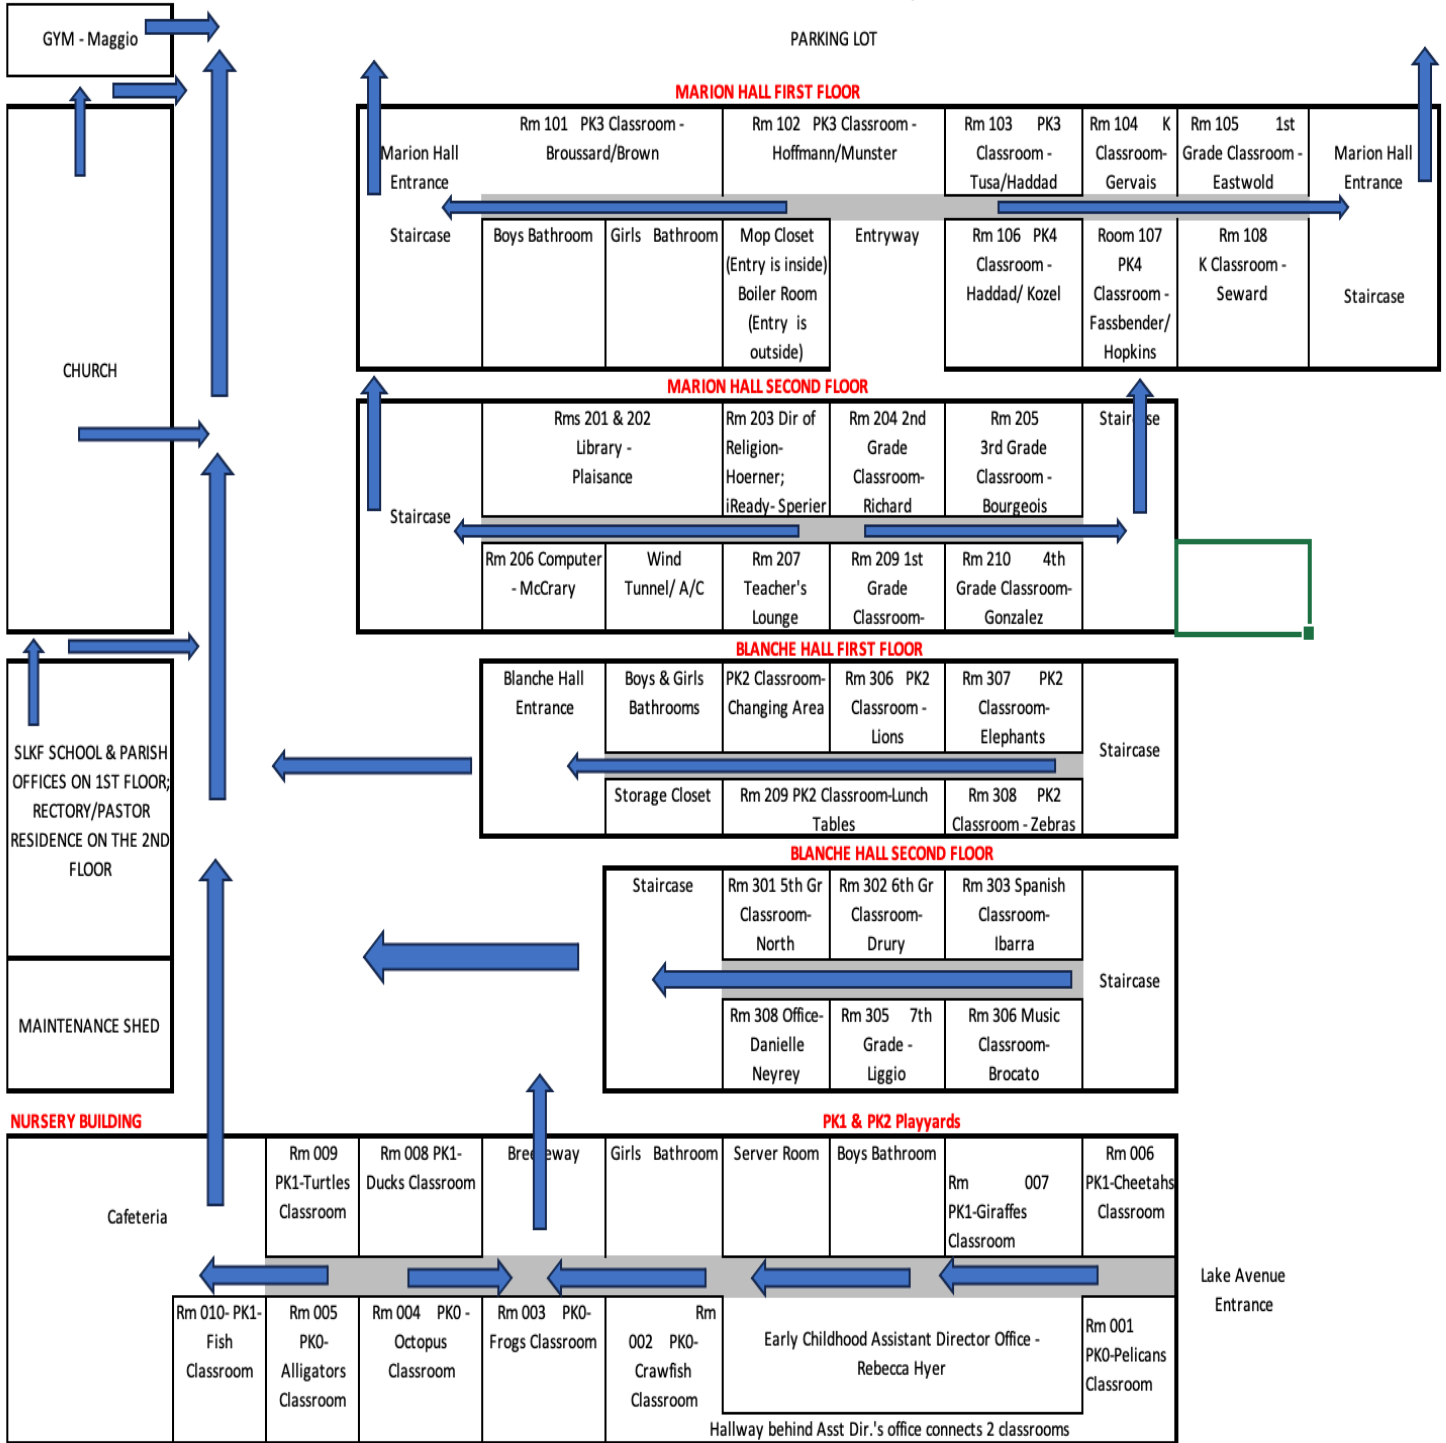 GYM - Maggio
PARKING LOT
MARION HALL FIRST FLOOR
Marion Hall
Entrance
Rm 101 PK3 Classroom -
Broussard/Brown
Rm 102 PK3 Classroom -
Hoffmann/Munster
Rm 103 PK3
Classroom -
Tusa/Haddad
Rm 104 K
Classroom-
Gervais
Rm 105 1st
Grade Classroom -
Eastwold
Marion Hall
Entrance
Staircase
Boys Bathroom
Girls Bathroom
Mop Closet
(Entry is inside)
Boiler Room
(Entry is
outside)
Entryway
Rm 106 PK4
Classroom -
Haddad/ Kozel
Room 107
PK4
Classroom -
Fassbender/
Hopkins
Rm 108
K Classroom -
Seward
Staircase
CHURCH
MARION HALL SECOND FLOOR
Staircase
Rms 201 & 202
Library -
Plaisance
Rm 203 Dir of
Religion-
Hoerner;
iReady- Sperier
Rm 204 2nd
Grade
Classroom-
Richard
Rm 205
3rd Grade
Classroom -
Bourgeois
Staircase
Rm 206 Computer
- McCrary
Wind
Tunnel/ A/C
Rm 207
Teacher's
Lounge
Rm 209 1st
Grade
Classroom-
Rm 210 4th
Grade Classroom-
Gonzalez
BLANCHE HALL FIRST FLOOR
SLKF SCHOOL & PARISH
OFFICES ON 1ST FLOOR;
RECTORY/PASTOR
RESIDENCE ON THE 2ND
FLOOR
Blanche Hall
Entrance
Boys & Girls
Bathrooms
PK2 Classroom-
Changing Area
Rm 306 PK2
Classroom -
Lions
Rm 307 PK2
Classroom-
Elephants
Staircase
Storage Closet
Rm 209 PK2 Classroom-Lunch
Tables
Rm 308 PK2
Classroom - Zebras
BLANCHE HALL SECOND FLOOR
Staircase
Rm 301 5th Gr
Classroom-
North
Rm 302 6th Gr
Classroom-
Drury
Rm 303 Spanish
Classroom-
Ibarra
Staircase
MAINTENANCE SHED
Rm 308 Office-
Danielle
Neyrey
Rm 305 7th
Grade -
Liggio
Rm 306 Music
Classroom-
Brocato
NURSERY BUILDING
PK1 & PK2 Playyards
Cafeteria
Rm 009
PK1-Turtles
Classroom
Rm 008 PK1-
Ducks Classroom
Breezeway
Girls Bathroom
Server Room
Boys Bathroom
Rm 007
PK1-Giraffes
Classroom
Rm 006
PK1-Cheetahs
Classroom
Lake Avenue
Entrance
Rm 010- PK1-
Fish
Classroom
Rm 005
PK0-
Alligators
Classroom
Rm 004 PK0 -
Octopus
Classroom
Rm 003 PK0-
Frogs Classroom
Rm
002 PK0-
Crawfish
Classroom
Early Childhood Assistant Director Office -
Rebecca Hyer
Rm 001
PK0-Pelicans
Classroom
Hallway behind Asst Dir.'s office connects 2 classrooms